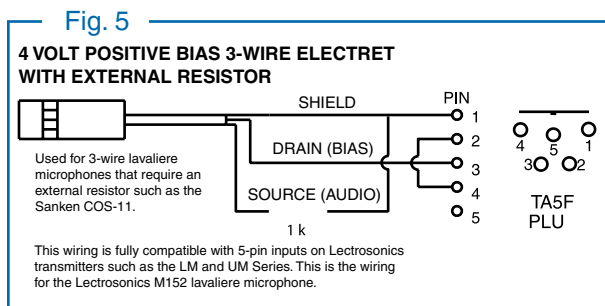 Fig. 5
4 VOLT POSITIVE BIAS 3-WIRE ELECTRET
WITH EXTERNAL RESISTOR
SHIELD
PIN
1
DRAIN (BIAS)
2
3
SOURCE (AUDIO)
4
5
1 k
Used for 3-wire lavaliere
microphones that require an
external resistor such as the
Sanken COS-11.
4 5 1
3 2
TA5F
PLU
This wiring is fully compatible with 5-pin inputs on Lectrosonics
transmitters such as the LM and UM Series. This is the wiring
for the Lectrosonics M152 lavaliere microphone.